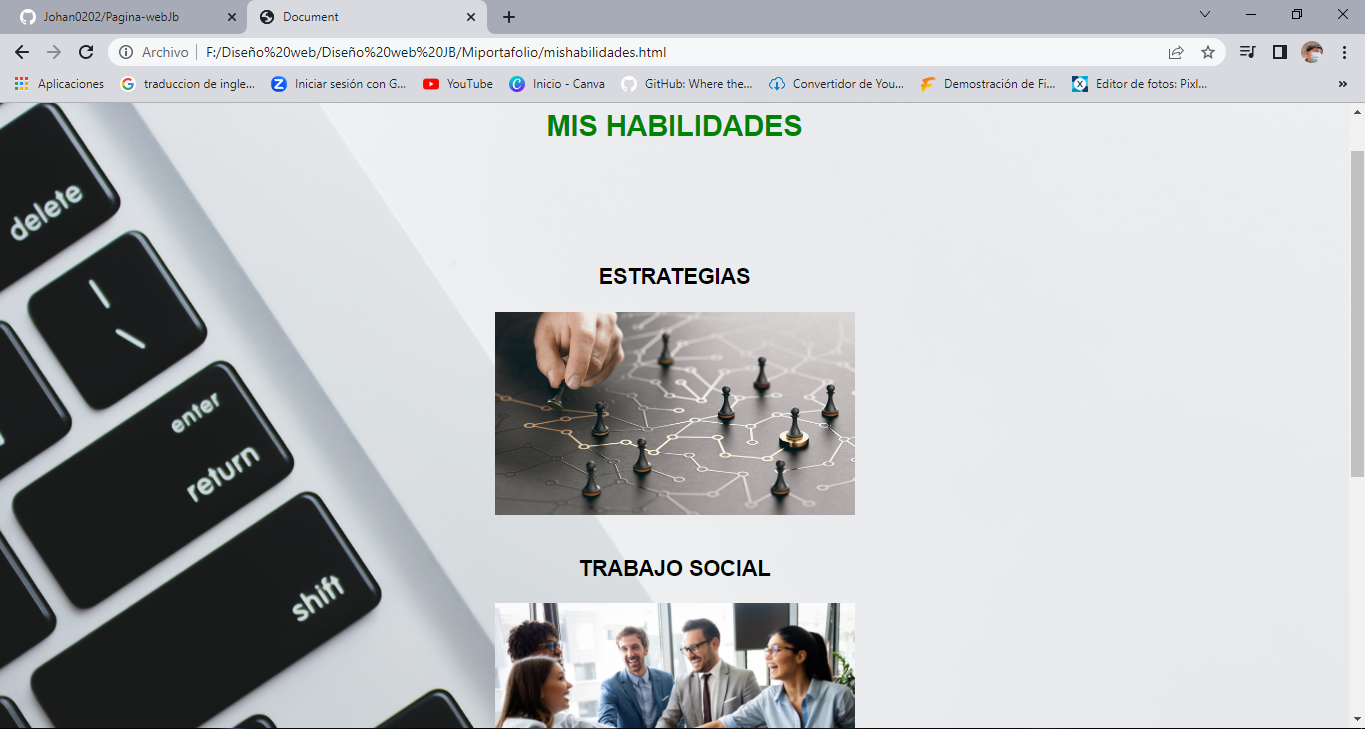 Johan0202/Pagina-webJb
Document
Archivo
F:/Diseño%20web/Diseño%20web%20JB/Miportafolio/mishabilidades.html
Aplicaciones
traduccion de ingle...
Iniciar sesión con G...
YouTube
Inicio - Canva
GitHub: Where the...
Convertidor de You...
Demostración de Fi...
Editor de fotos: Pixl...
»
MIS HABILIDADES
delete
enter
return
shift
ESTRATEGIAS
TRABAJO SOCIAL